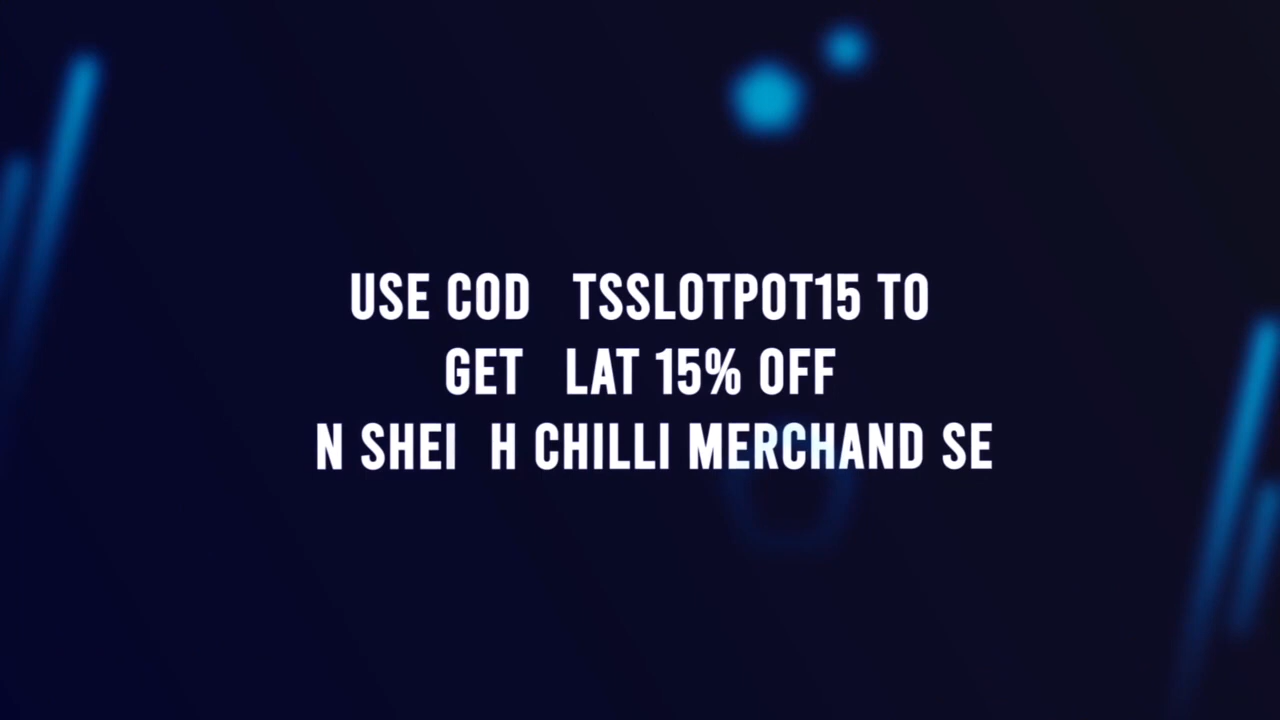 USE COD TSSLOTPOT15 TO
GET LAT 15% OFF
N SHEI H CHILLI MERCHAND SE